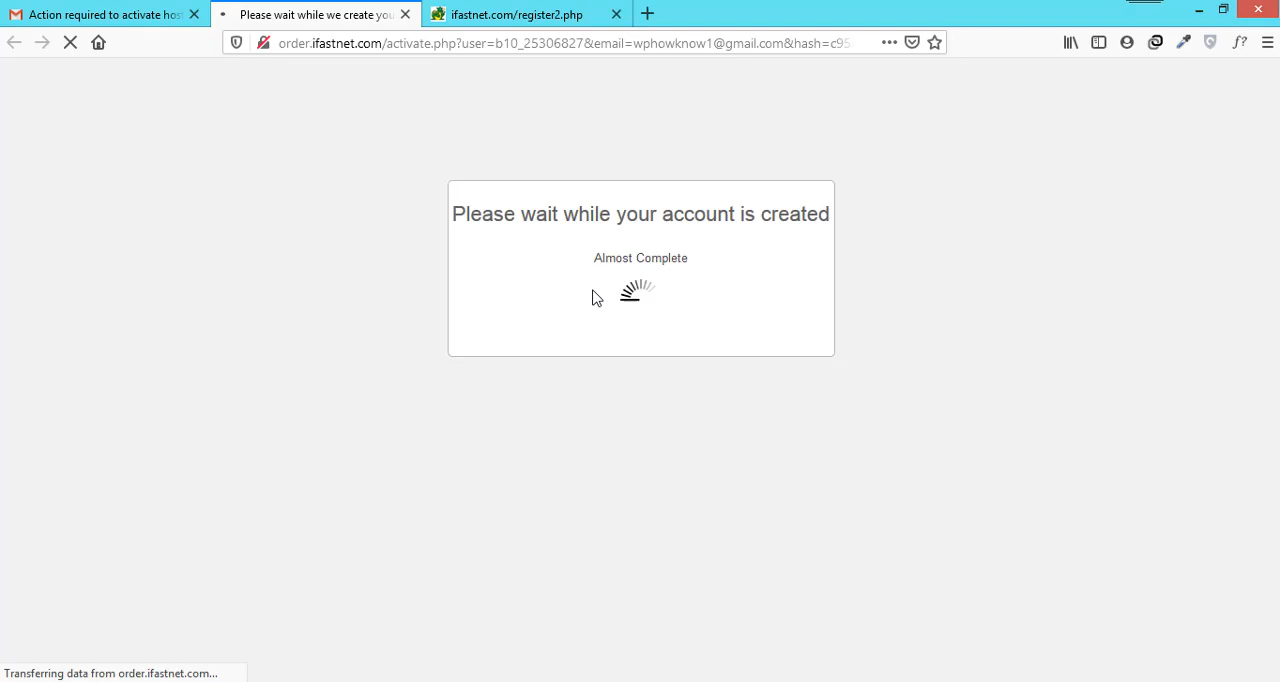 Action required to activate hos
Please wait while we create you
ifastnet.com/register2.php
order.ifastnet.com/activate.php?user=b10_25306827&email=wphowknow1@gmail.com&hash=c95
f?
Please wait while your account is created
Almost Complete
Transferring data from order.ifastnet.com...